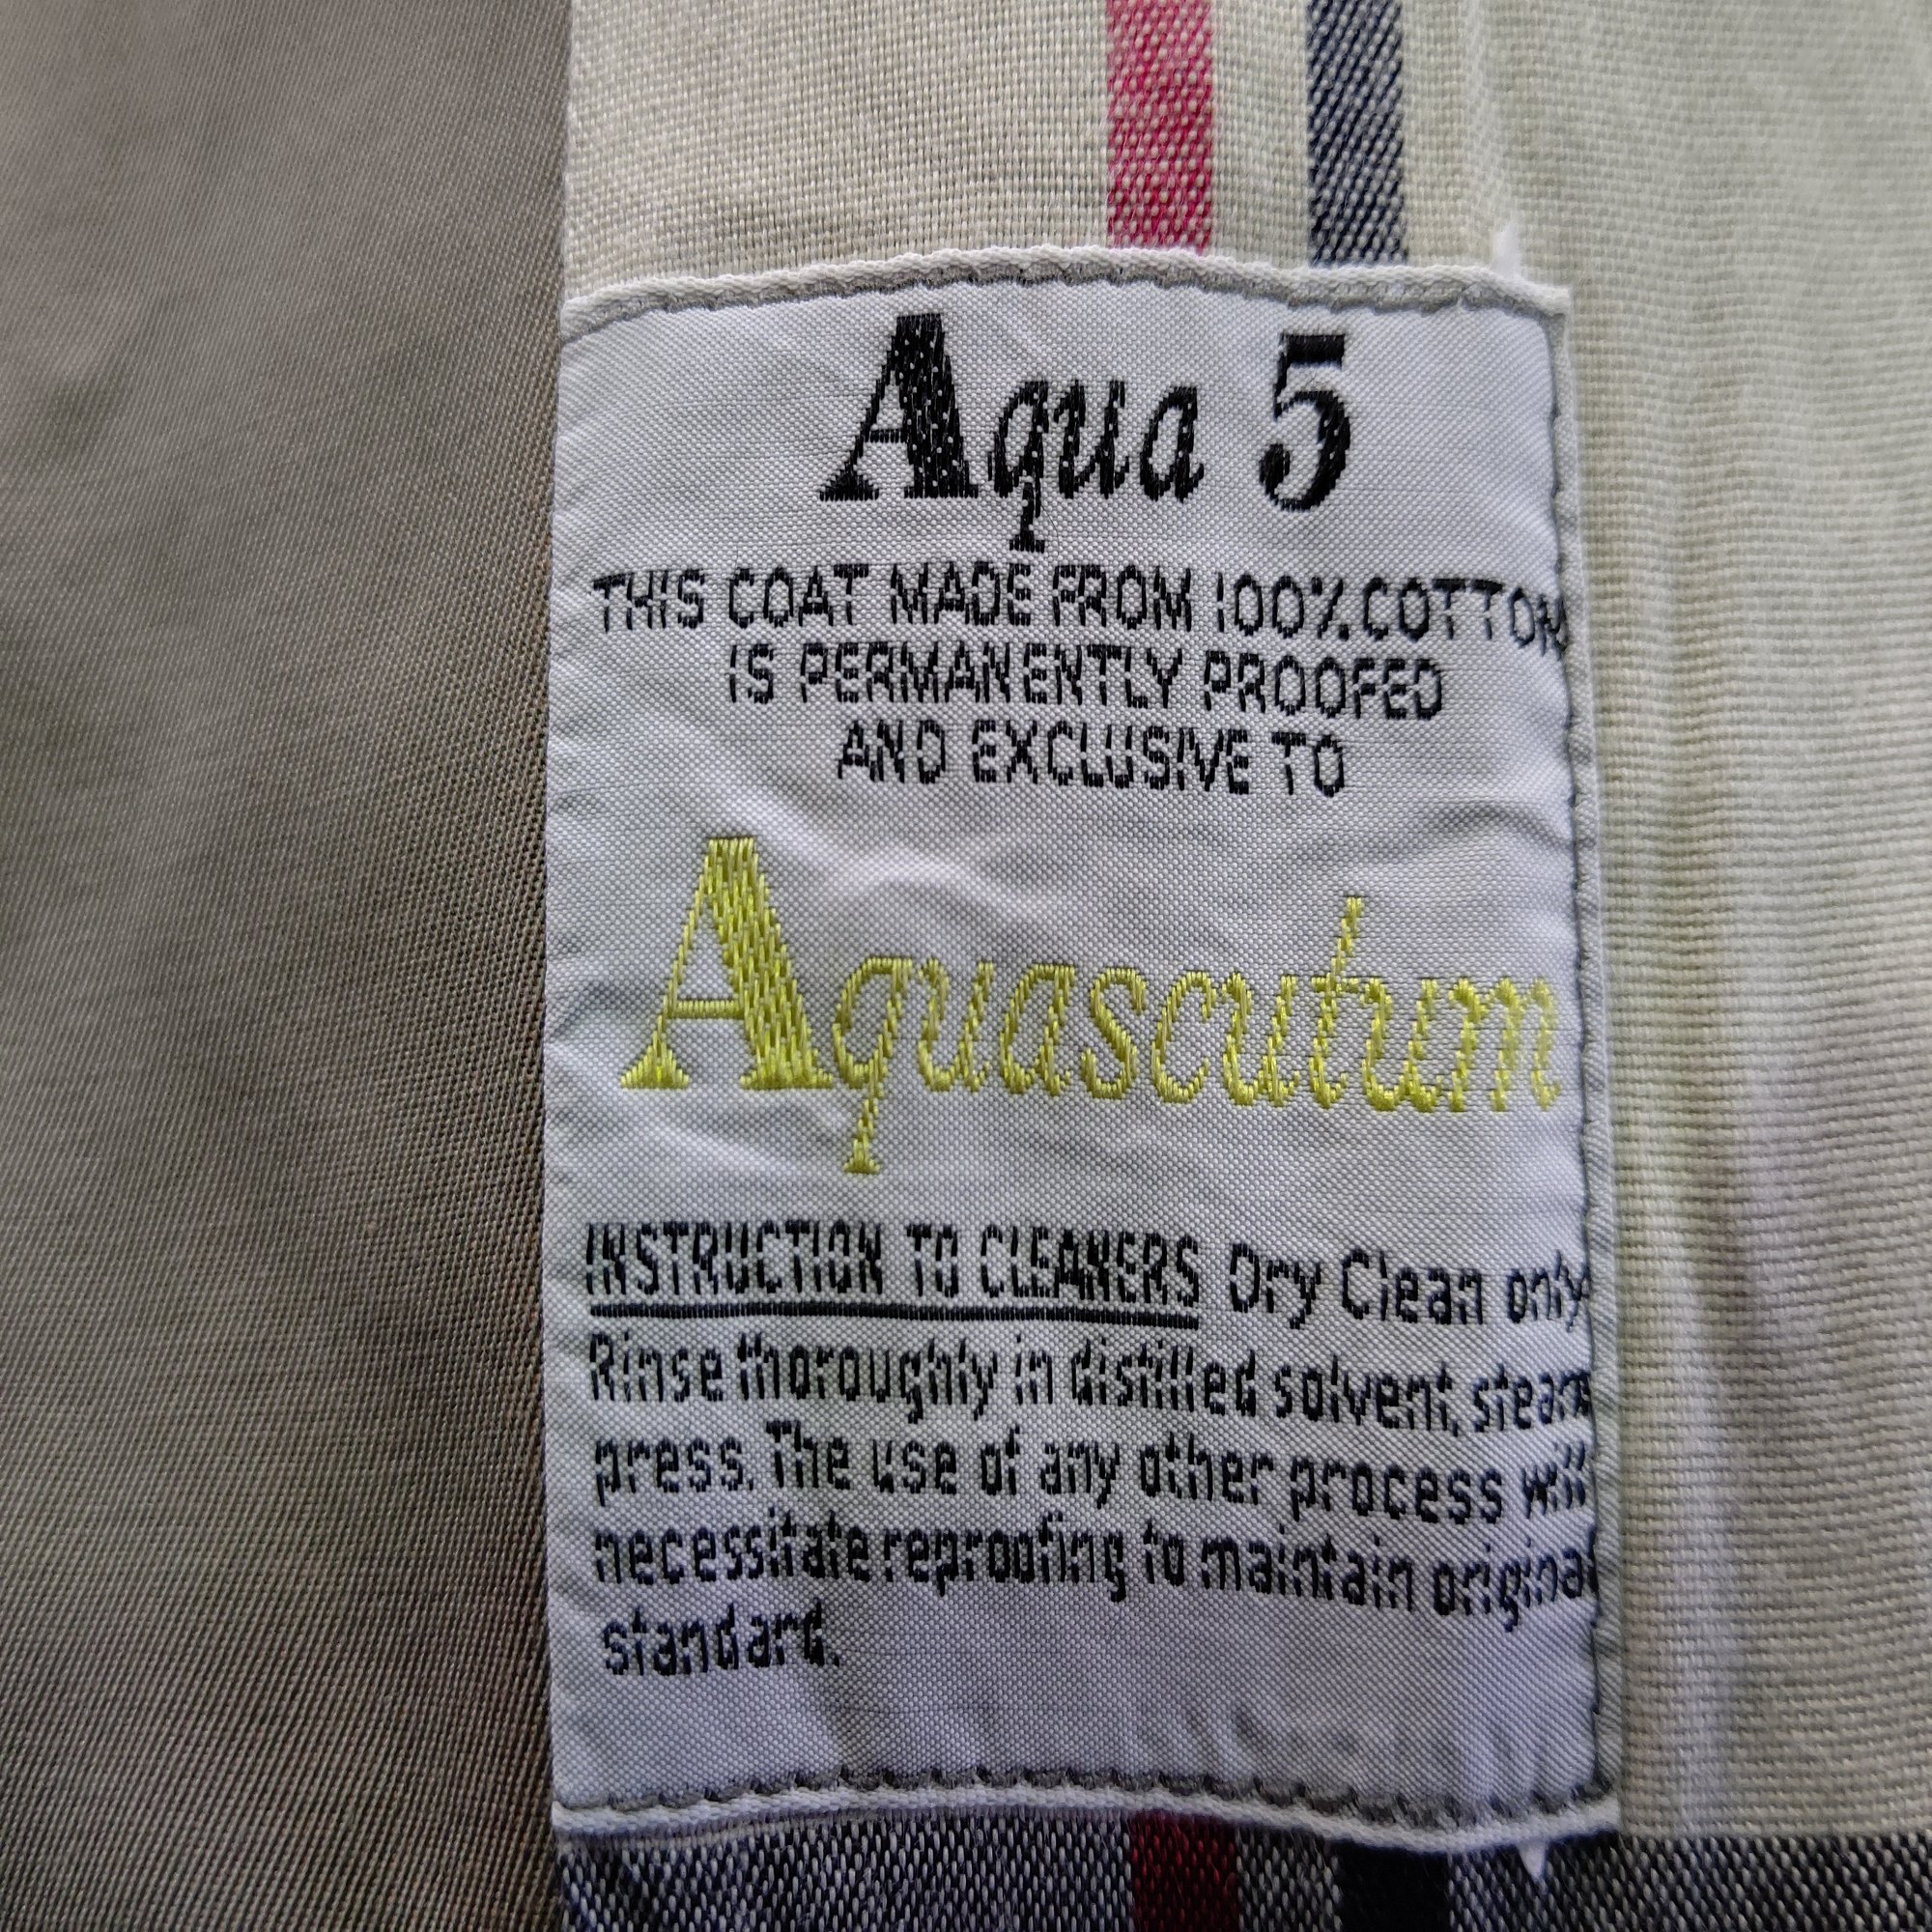 Aqua 5
THIS COAT MADE FROM 100% COTTON
IS PERMANENTLY PROOFED
AND EXCLUSIVE TO
Aquascutum
INSTRUCTION TO CLEANERS Dry Clean only
Rinse thoroughly in distilled solvent, steam
press. The use of any other process will
necessitate reproofing to maintain original
standard.